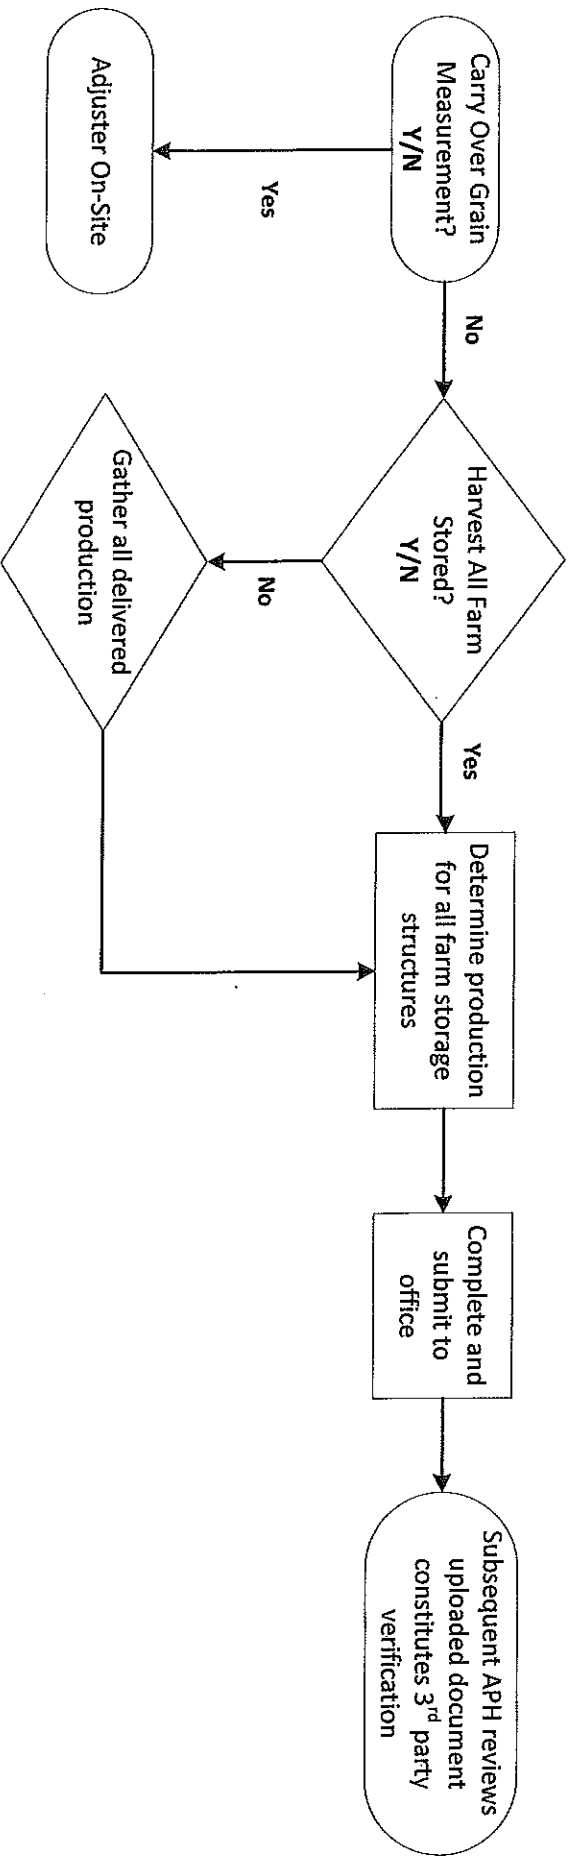 Carry Over Grain
Measurement?
Y/N
No
Yes
Adjuster On-Site
Harvest All Farm
Stored?
Y/N
Yes
No
Gather all delivered
production
Determine production
for all farm storage
structures
Complete and
submit to
office
Subsequent APH reviews
uploaded document
constitutes 3rd party
verification